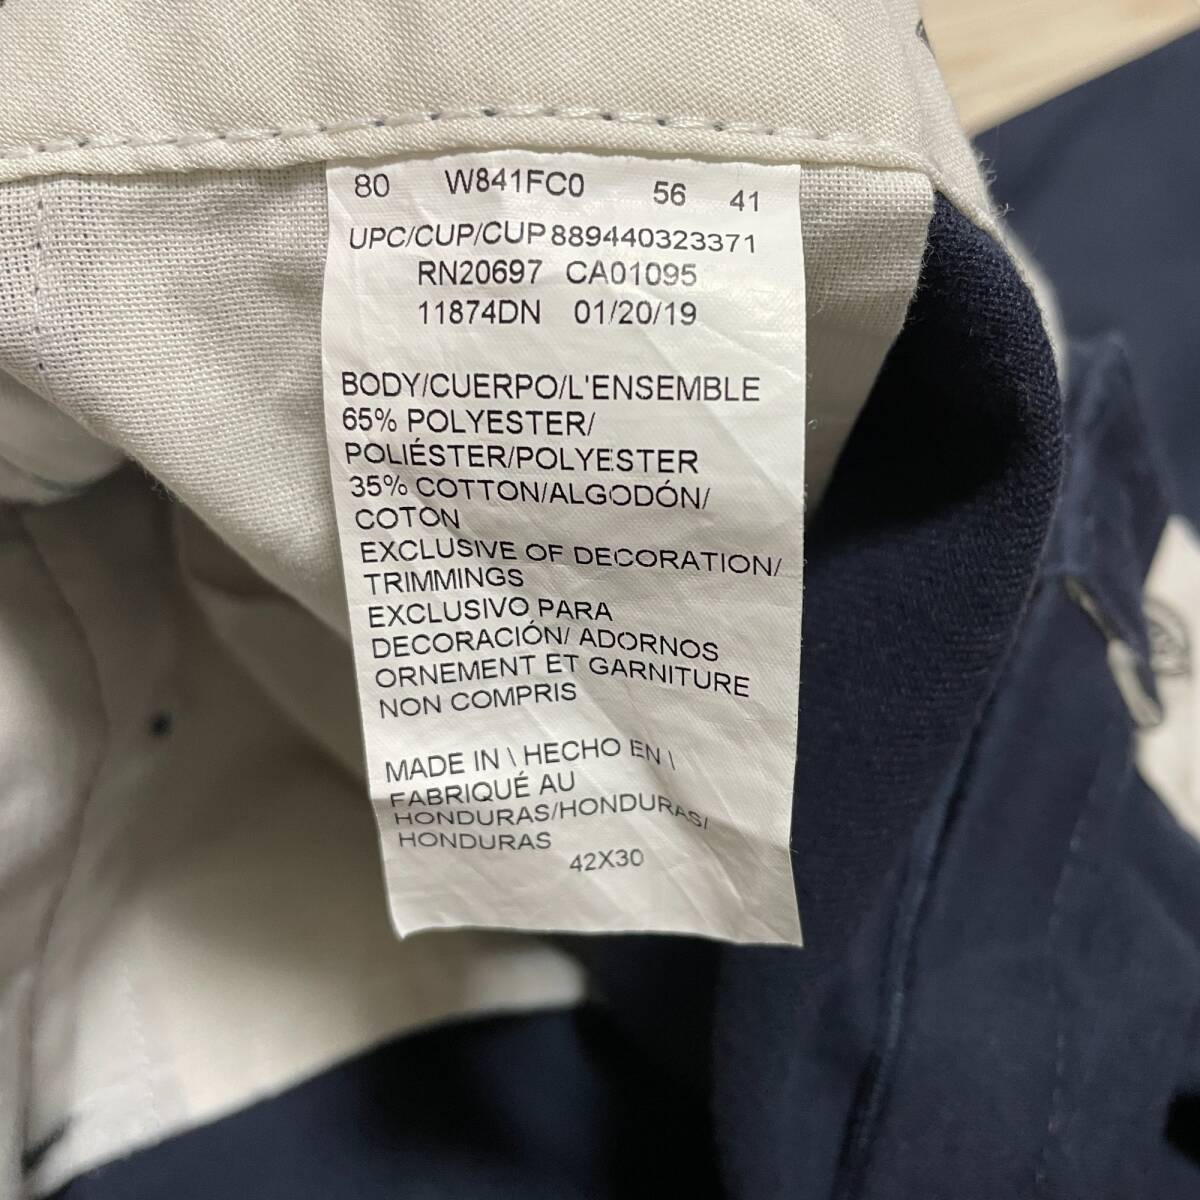 80 W841FC0 56 41
UPC/CUP/CUP 889440323371
RN20697 CA01095
11874DN 01/20/19
BODY/CUERPO/L'ENSEMBLE
65% POLYESTER/
POLIÉSTER/POLYESTER
35% COTTON/ALGODÓN/
COTON
EXCLUSIVE OF DECORATION/
TRIMMINGS
EXCLUSIVO PARA
DECORACIÓN/ ADORNOS
ORNEMENT ET GARNITURE
NON COMPRIS
MADE IN \ HECHO EN \
FABRIQUÉ AU
HONDURAS/HONDURAS/
HONDURAS
42X30